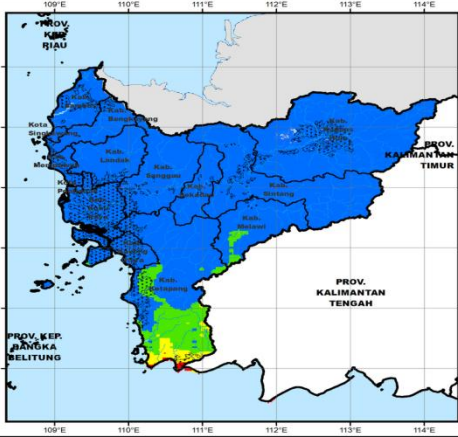 109°E 110°E 111°E 112°E 113°E 114°E
PROV.
KEP.
RIAU
Kab.
Sambas
Kab.
Bengkayang
Kota
Singkawang
Kab.
Landak
Kab.
Sanggau
Kab.
Sintang
Kab.
Melawi
Kab.
Ketapang
PROV.
KALIMANTAN
TIMUR
PROV.
KALIMANTAN
TENGAH
PROV. KEP.
BANGKA
BELITUNG
109°E 110°E 111°E 112°E 113°E 114°E